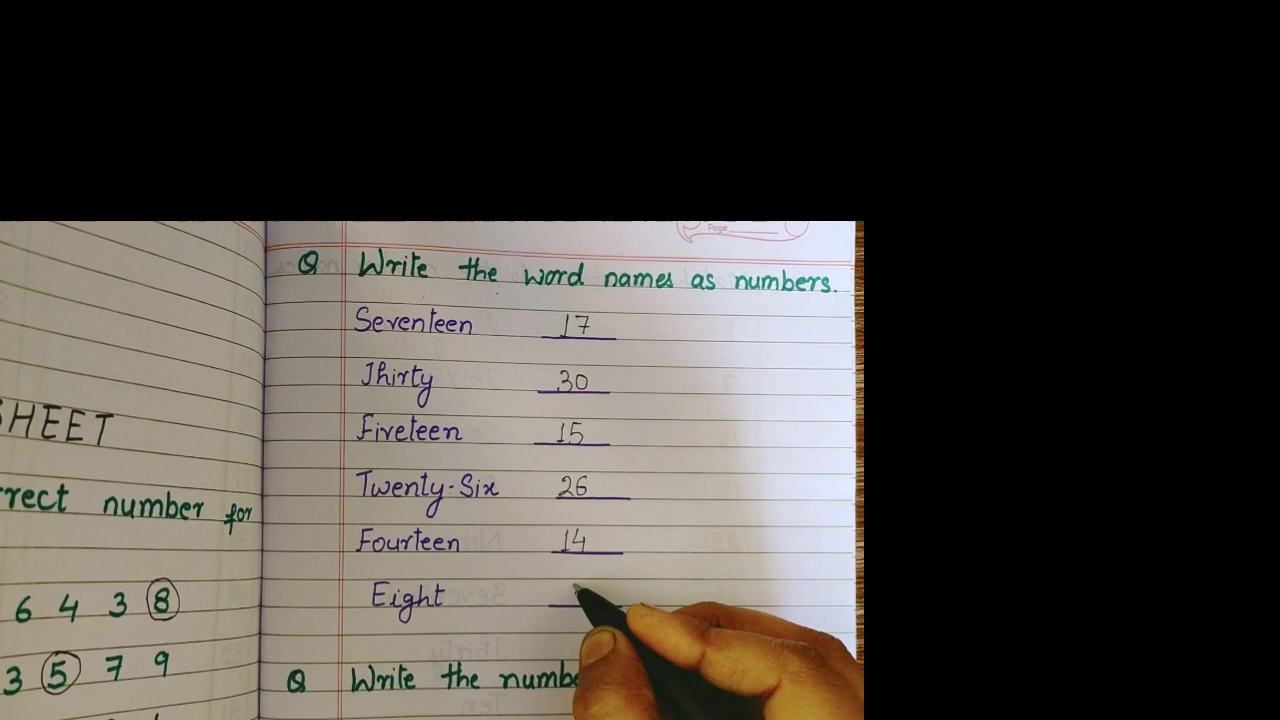 Page
Q Write the word names as numbers.
Seventeen 17
Thirty 30
Fiveteen 15
Twenty-Six 26
Fourteen 14
Eight
Q Write the numbe
SHEET
rrect number for
6 4 3 8
3 5 7 9